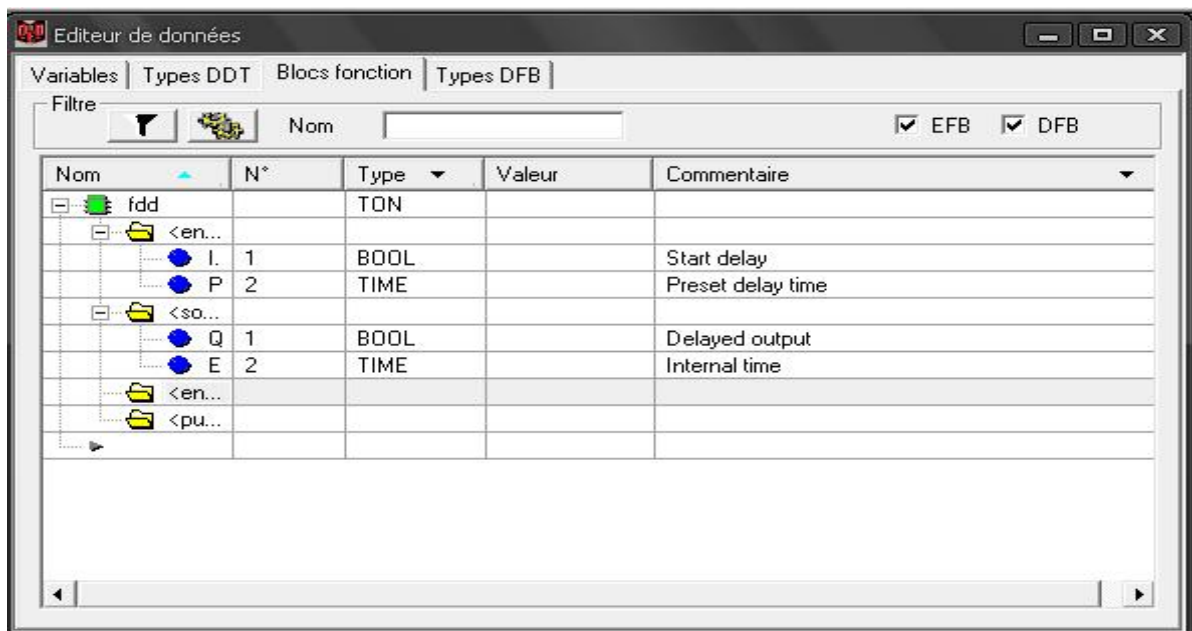 Editeur de données
Variables Types DDT Blocs fonction Types DFB
Filtre
Nom EFB DFB
Nom N° Type Valeur Commentaire
fdd TON
<en...
I. 1 BOOL Start delay
P 2 TIME Preset delay time
<so...
Q 1 BOOL Delayed output
E 2 TIME Internal time
<en...
<pu...